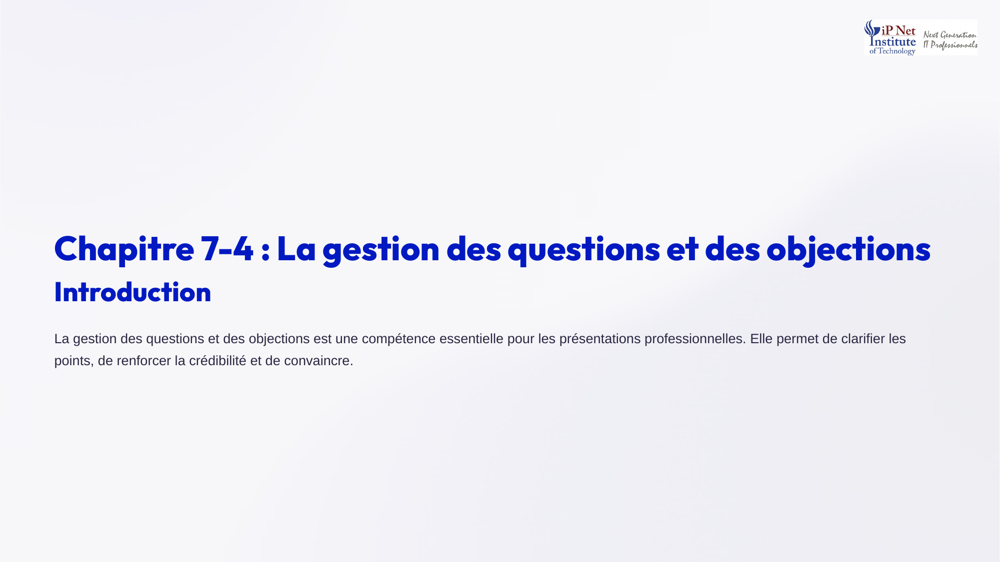 iP Net
Institute
of Technology
Next Generation
IT Professionnels
Chapitre 7-4 : La gestion des questions et des objections
Introduction
La gestion des questions et des objections est une compétence essentielle pour les présentations professionnelles. Elle permet de clarifier les
points, de renforcer la crédibilité et de convaincre.